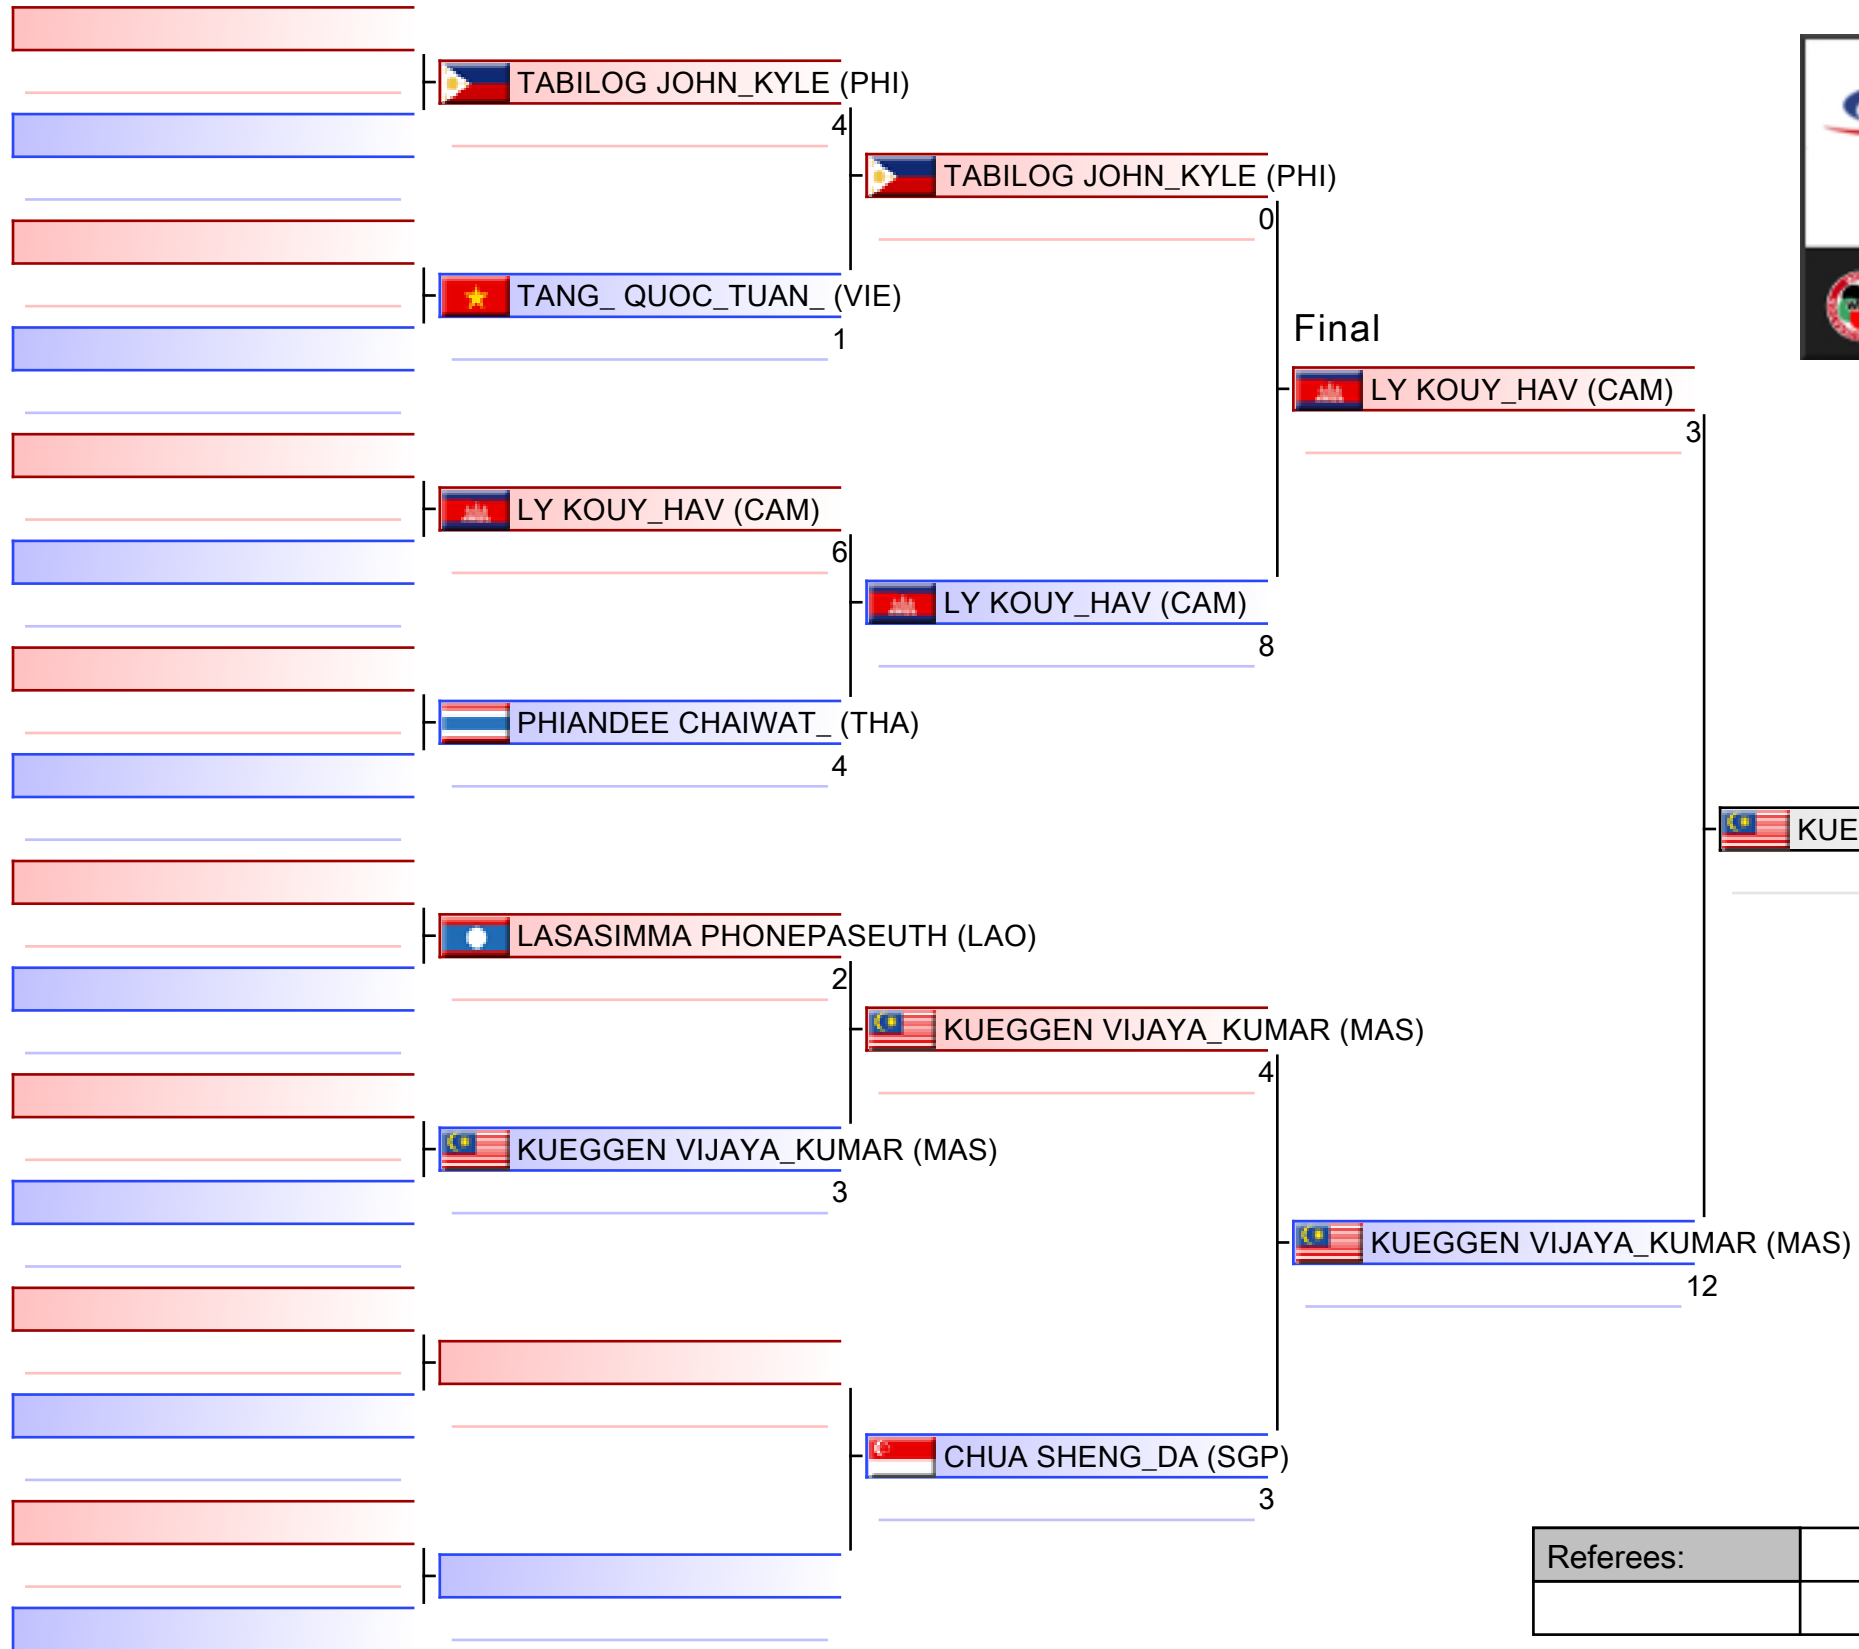 TABILOG JOHN_KYLE (PHI)
4
TABILOG JOHN_KYLE (PHI)
0
TANG_ QUOC_TUAN_ (VIE)
1
Final
LY KOUY_HAV (CAM)
3
LY KOUY_HAV (CAM)
6
LY KOUY_HAV (CAM)
8
PHIANDEE CHAIWAT_ (THA)
4
KUE
LASASIMMA PHONEPASEUTH (LAO)
2
KUEGGEN VIJAYA_KUMAR (MAS)
4
KUEGGEN VIJAYA_KUMAR (MAS)
3
KUEGGEN VIJAYA_KUMAR (MAS)
12
CHUA SHENG_DA (SGP)
3
Referees: